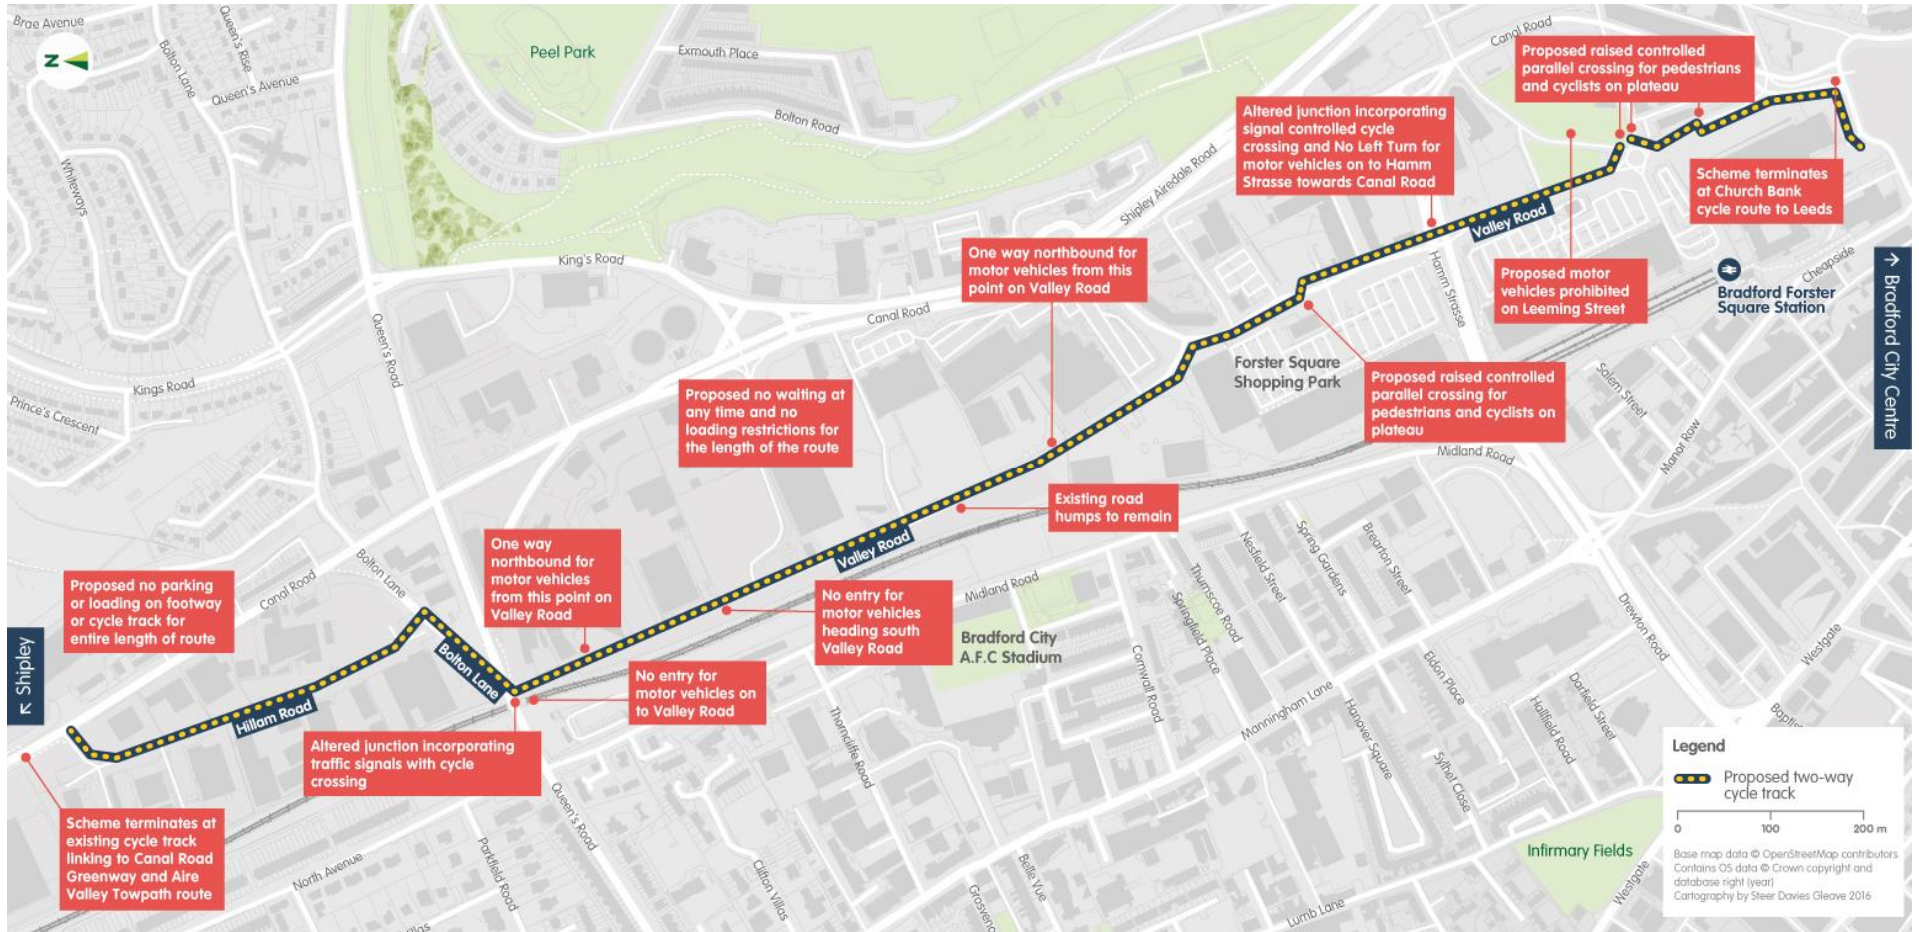 Brae Avenue
Bolton Lane
Queen's Rise
Queen's Avenue
Whiteways
N
Peel Park
Exmouth Place
Bolton Road
Canal Road
Proposed raised controlled
parallel crossing for pedestrians
and cyclists on plateau
Altered junction incorporating
signal controlled cycle
crossing and No Left Turn for
motor vehicles on to Hamm
Strasse towards Canal Road
Shipley Airedale Road
Scheme terminates
at Church Bank
cycle route to Leeds
Valley Road
Hamm Strasse
Proposed motor
vehicles prohibited
on Leeming Street
Cheapside
Bradford Forster
Square Station
↑ Bradford City Centre
King's Road
Queen's Road
Canal Road
One way northbound for
motor vehicles from this
point on Valley Road
Forster Square
Shopping Park
Proposed raised controlled
parallel crossing for
pedestrians and cyclists on
plateau
Salem Street
Manor Row
Midland Road
Kings Road
Prince's Crescent
Proposed no waiting at
any time and no
loading restrictions for
the length of the route
Existing road
humps to remain
Valley Road
One way
northbound for
motor vehicles
from this point on
Valley Road
Bolton Lane
Canal Road
Proposed no parking
or loading on footway
or cycle track for
entire length of route
No entry for
motor vehicles
heading south
Valley Road
Midland Road
Bradford City
A.F.C Stadium
Thurnscoe Road
Springfield Place
Nesfield Street
Spring Gardens
Brearton Street
Drewton Road
Westgate
↖ Shipley
Bolton Lane
Hillam Road
No entry for
motor vehicles on
to Valley Road
Altered junction incorporating
traffic signals with cycle
crossing
Cornwall Road
Manningham Lane
Hanover Square
Eldon Place
Hallfield Road
Darfield Street
Sylhet Close
Thorncliffe Road
Queen's Road
Scheme terminates at
existing cycle track
linking to Canal Road
Greenway and Aire
Valley Towpath route
North Avenue
Parkfield Road
Clifton Villas
Belle Vue
Lumb Lane
Infirmary Fields
Westgate
Legend
Proposed two-way
cycle track
0 100 200 m
Base map data © OpenStreetMap contributors
Contains OS data © Crown copyright and
database right (year)
Cartography by Steer Davies Gleave 2016